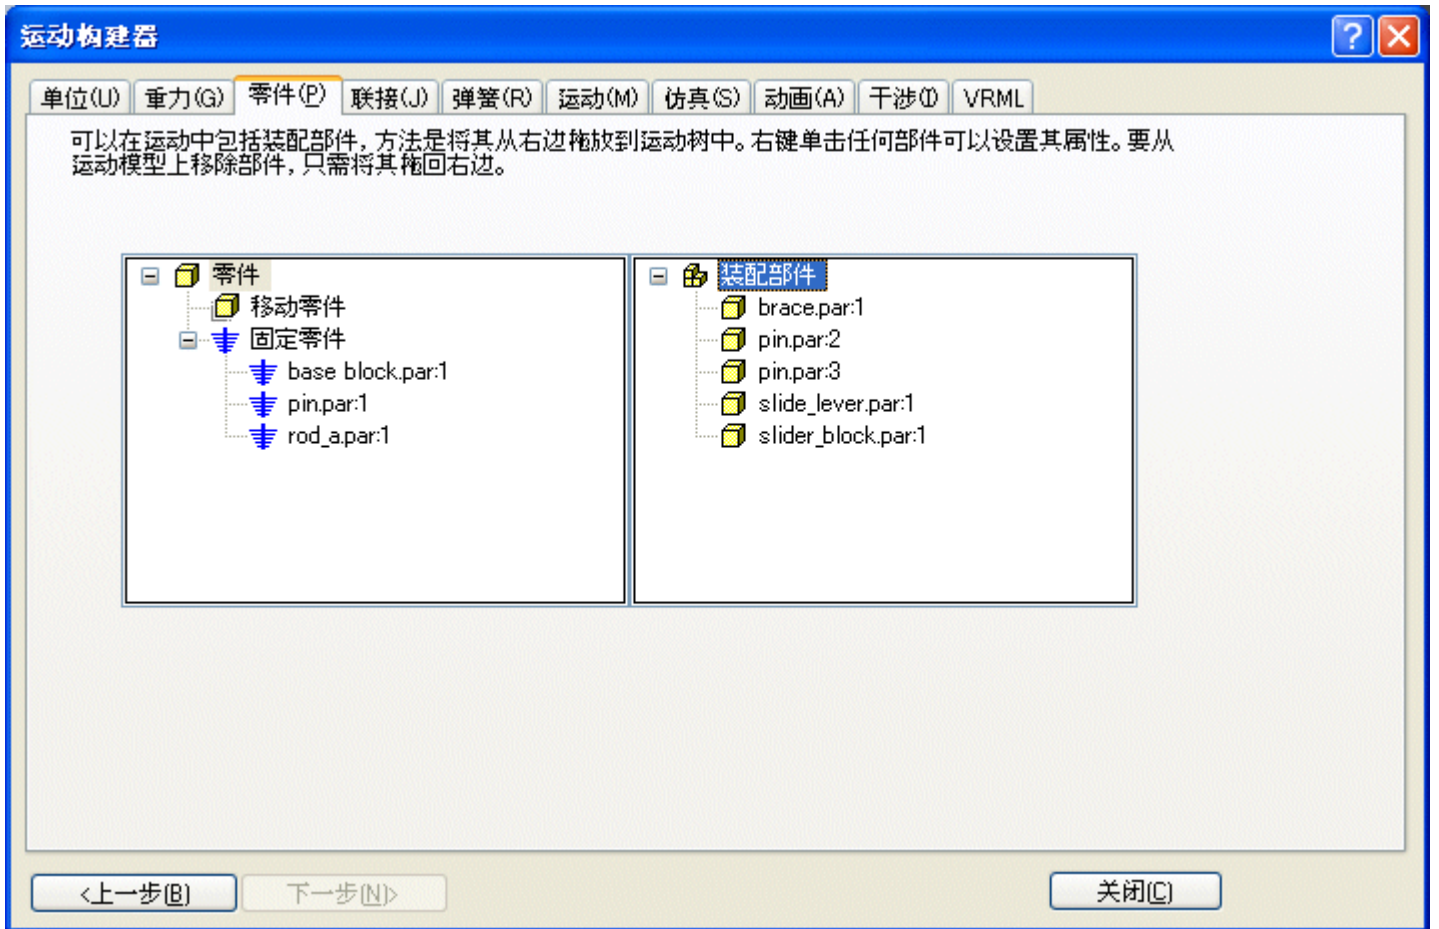 运动构建器
单位(U) 重力(G) 零件(P) 联接(J) 弹簧(R) 运动(M) 仿真(S) 动画(A) 干涉(I) VRML
可以在运动中包括装配部件, 方法是将其从右边拖放到运动树中。右键单击任何部件可以设置其属性。要从
运动模型上移除部件, 只需将其拖回右边。
零件
移动零件
固定零件
base block.par:1
pin.par:1
rod_a.par:1
装配部件
brace.par:1
pin.par:2
pin.par:3
slide_lever.par:1
slider_block.par:1
<上一步(B) 下一步(N)> 关闭(C)